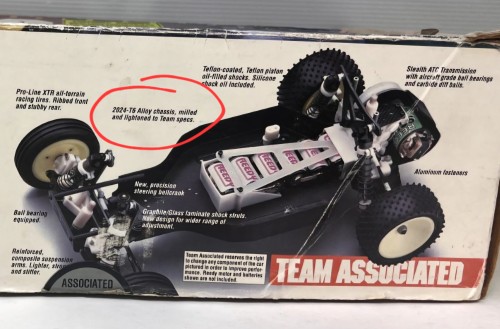 Teflon-coated, Teflon piston
oil-filled shocks. Silicone
shock oil included.
Stealth ATC Transmission
with aircraft grade ball bearings
and carbide diff balls.
Pro-Line XTR all-terrain
racing tires. Ribbed front
and stubby rear.
2024-T6 Alloy chassis, milled
and lightened to Team specs.
Aluminum fasteners
New, precision
steering bellcrank
REEDY
Ball bearing
equipped.
Graphite/Glass laminate shock struts.
New design for wider range of
adjustment.
Reinforced,
composite suspension
arms. Lighter,
and stiffer.
ASSOCIATED
Team Associated reserves the right
to change any component of the car
pictured in order to improve perfor-
mance. Ready motor and batteries
shown are not included.
TEAM ASSOCIATED